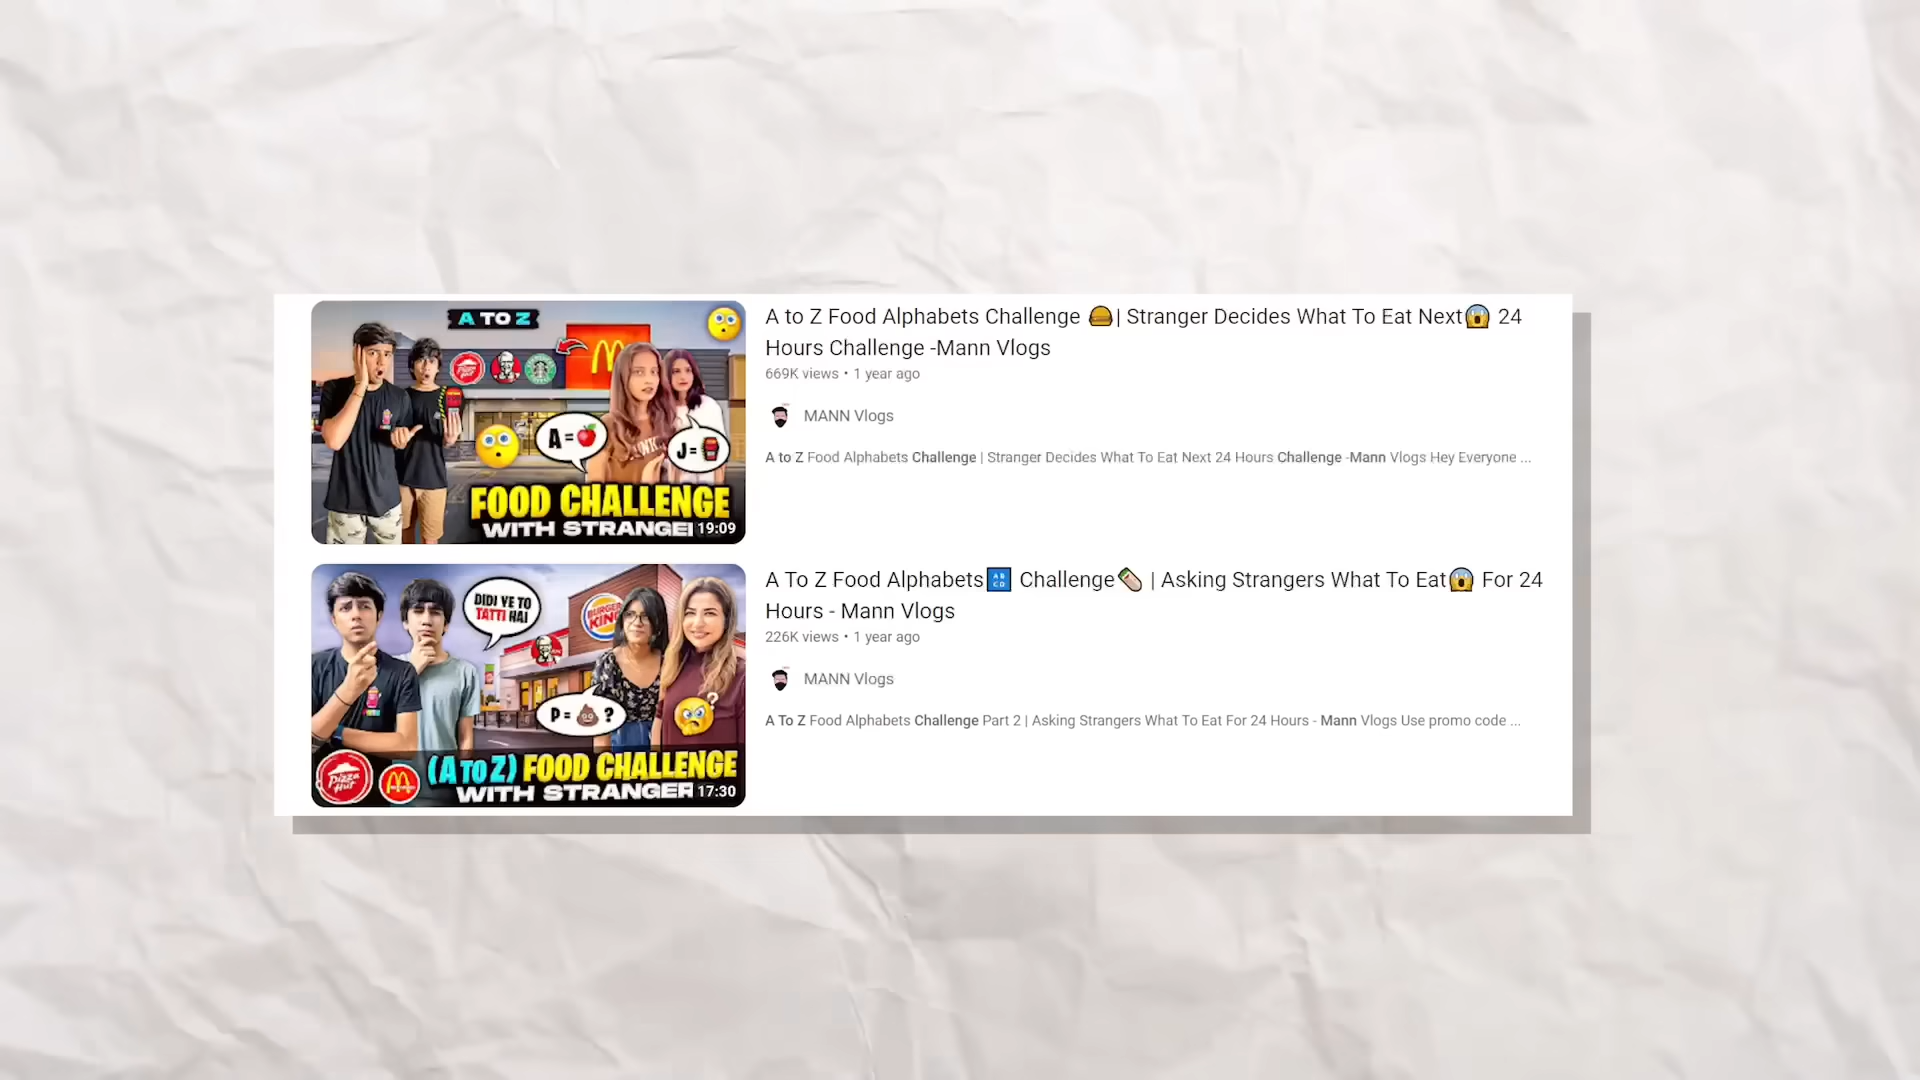 A TO Z
A=
J=
FOOD CHALLENGE
WITH STRANGE
19:09
A to Z Food Alphabets Challenge 🍔| Stranger Decides What To Eat Next😱 24
Hours Challenge -Mann Vlogs
669K views • 1 year ago
MANN Vlogs
A to Z Food Alphabets Challenge | Stranger Decides What To Eat Next 24 Hours Challenge -Mann Vlogs Hey Everyone ...
DIDI YE TO
TATTI HAI
BURGER
KING
P=💩?
Pizza
Hut
(A TO Z) FOOD CHALLENGE
WITH STRANGER
17:30
A To Z Food Alphabets🔠 Challenge🌯 | Asking Strangers What To Eat😱 For 24
Hours - Mann Vlogs
226K views • 1 year ago
MANN Vlogs
A To Z Food Alphabets Challenge Part 2 | Asking Strangers What To Eat For 24 Hours - Mann Vlogs Use promo code ...